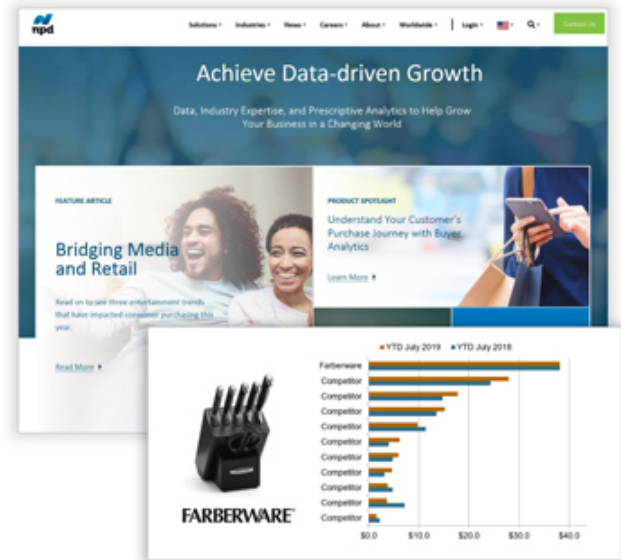 npd
Solutions Industries News Careers About Worldwide Login Contact Us
Achieve Data-driven Growth
Data, Industry Expertise, and Prescriptive Analytics to Help Grow
Your Business in a Changing World
FEATURE ARTICLE
Bridging Media
and Retail
Read on to see three entertainment trends
that have impacted consumer purchasing this
year.
Read More
PRODUCT SPOTLIGHT
Understand Your Customer's
Purchase Journey with Buyer
Analytics
Learn More
YTD July 2019 YTD July 2018
Farberware
Competitor
Competitor
Competitor
Competitor
Competitor
Competitor
Competitor
Competitor
Competitor
Competitor
$0.0 $10.0 $20.0 $30.0 $40.0
FARBERWARE